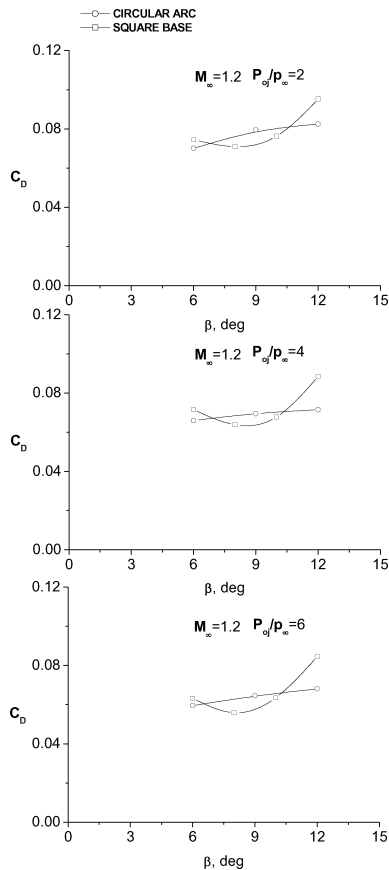 CIRCULAR ARC
SQUARE BASE
0.12
M∞=1.2 Poj/p∞=2
0.08
CD
0.04
0.00
0 3 6 9 12 15
β, deg
0.12
M∞=1.2 Poj/p∞=4
0.08
CD
0.04
0.00
0 3 6 9 12 15
β, deg
0.12
M∞=1.2 Poj/p∞=6
0.08
CD
0.04
0.00
0 3 6 9 12 15
β, deg